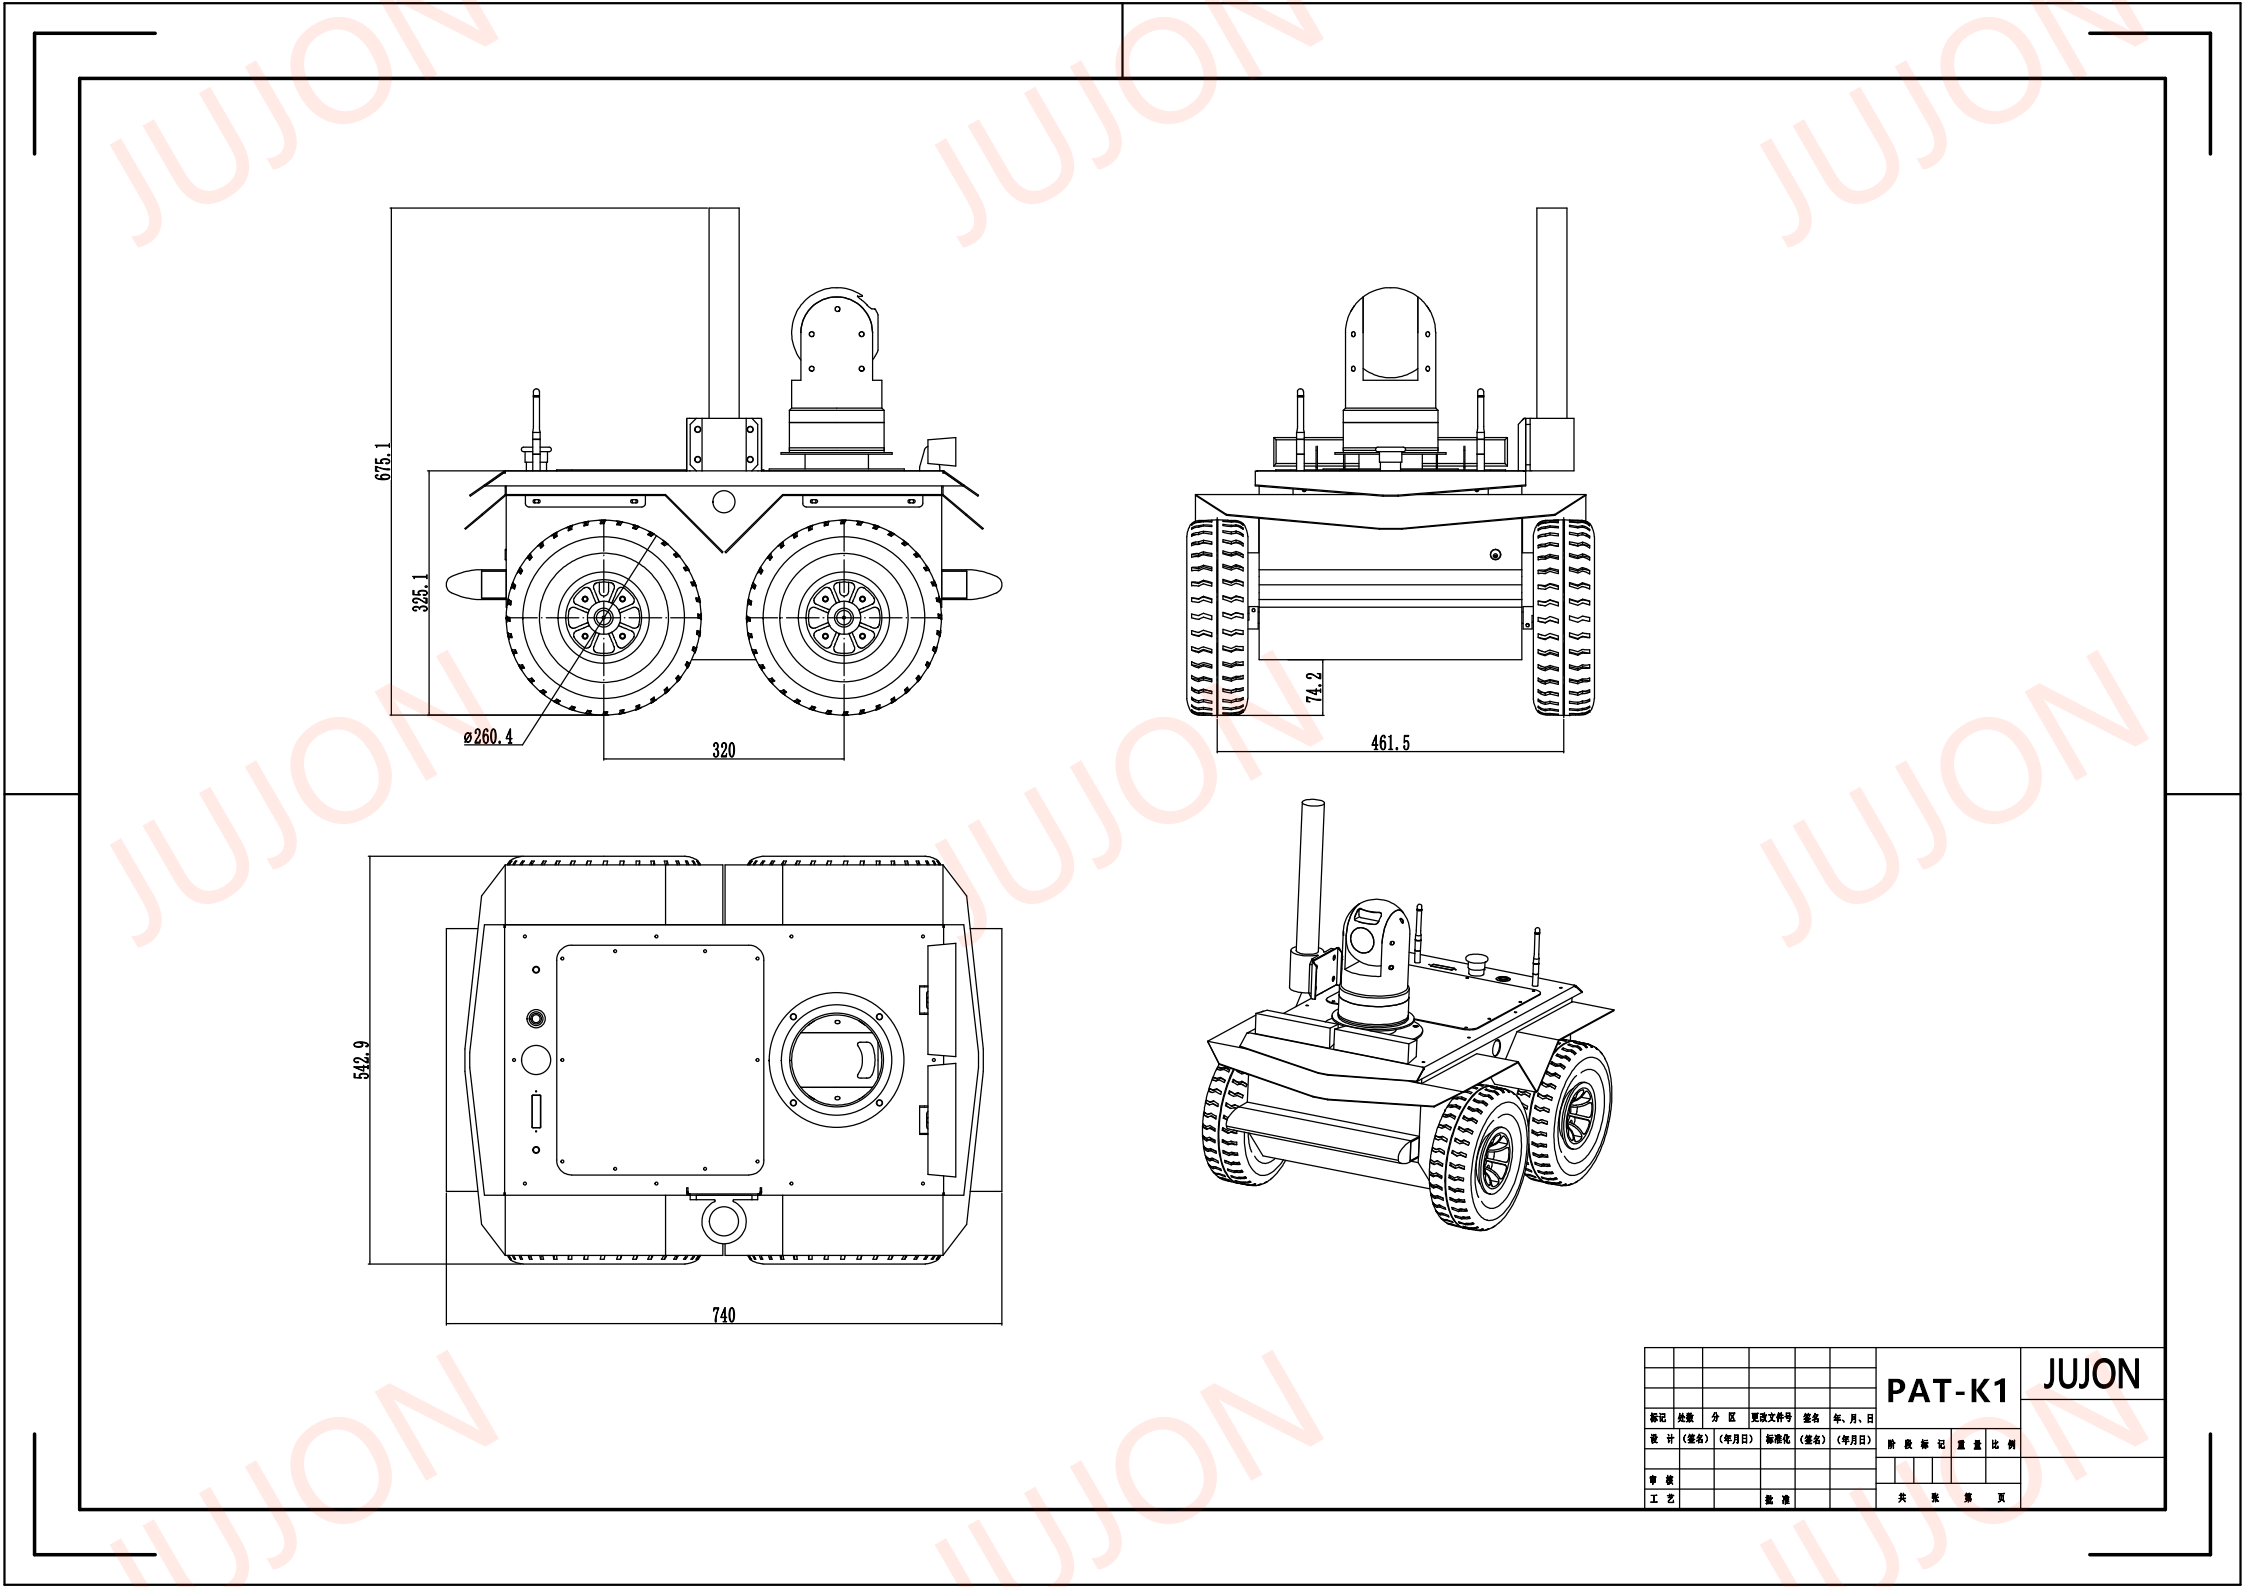 JUJON
JUJON
JUJON
675.1
325.1
ø260.4
320
74.2
461.5
JUJON
JUJON
JUJON
542.9
740
JUJON
JUJON
JUJON
PAT-K1
JUJON
标记 处数 分 区 更改文件号 签名 年、月、日
设 计 (签名) (年月日) 标准化 (签名) (年月日)
阶 段 标 记 重 量 比 例
审 核
工 艺 批 准
共 张 第 页